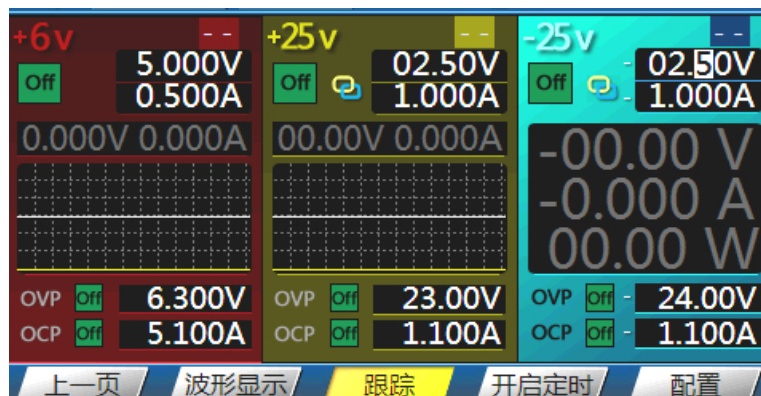 +6v --
Off 5.000V
0.500A
0.000V 0.000A
OVP Off 6.300V
OCP Off 5.100A
+25v --
Off 02.50V
1.000A
00.00V 0.000A
OVP Off 23.00V
OCP Off 1.100A
-25v --
Off - 02.50V
- 1.000A
-00.00 V
-0.000 A
00.00 W
OVP Off - 24.00V
OCP Off - 1.100A
上一页 波形显示 跟踪 开启定时 配置